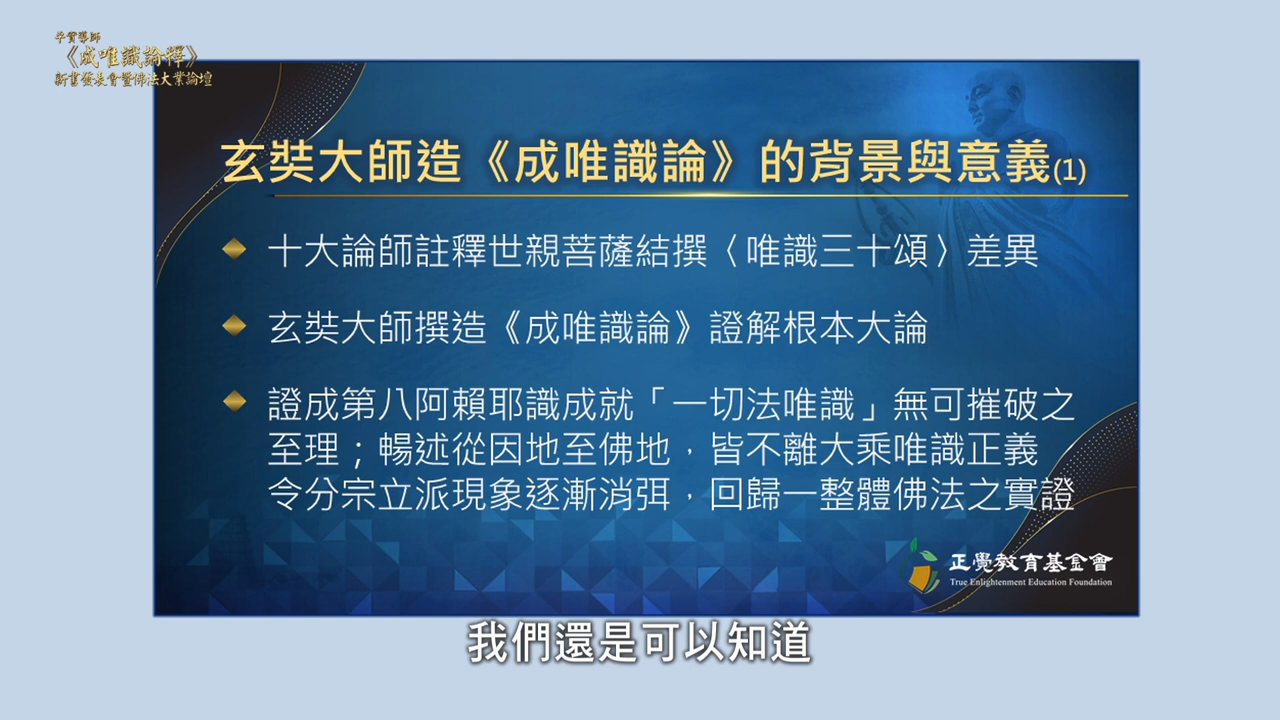 平實導師
《成唯識論釋》
新書發表會暨佛法大業論壇
玄奘大師造《成唯識論》的背景與意義(1)
十大論師註釋世親菩薩結撰〈唯識三十頌〉差異
玄奘大師撰造《成唯識論》證解根本大論
證成第八阿賴耶識成就「一切法唯識」無可摧破之
至理；暢述從因地至佛地，皆不離大乘唯識正義
令分宗立派現象逐漸消弭，回歸一整體佛法之實證
正覺教育基金會
True Enlightenment Education Foundation
我們還是可以知道